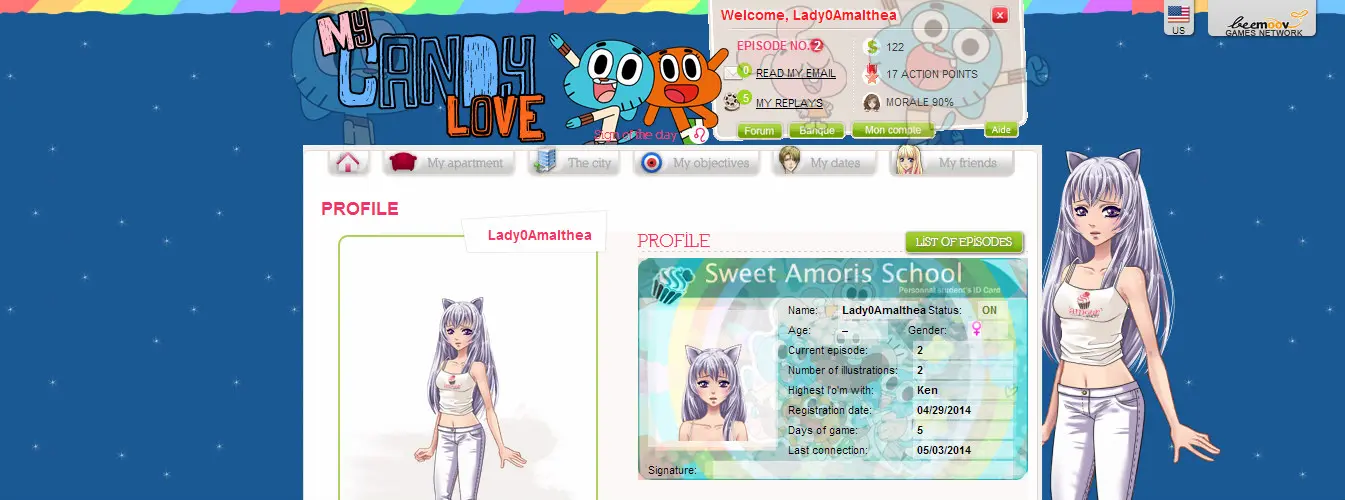 MY CANDY LOVE
Welcome, Lady0Amalthea
x
EPISODE NO. 2
122
0 READ MY EMAIL
17 ACTION POINTS
5 MY REPLAYS
MORALE 90%
Sign of the day
Forum
Banque
Mon compte
Aide
US
beemoov
GAMES NETWORK
My apartment
The city
My objectives
My dates
My friends
PROFILE
Lady0Amalthea
PROFILE
LIST OF EPISODES
Sweet Amoris School
Personnal student's ID Card
Name: Lady0Amalthea Status: ON
Age: -- Gender: ♀
Current episode: 2
Number of illustrations: 2
Highest l'o'm with: Ken
Registration date: 04/29/2014
Days of game: 5
Last connection: 05/03/2014
Signature: